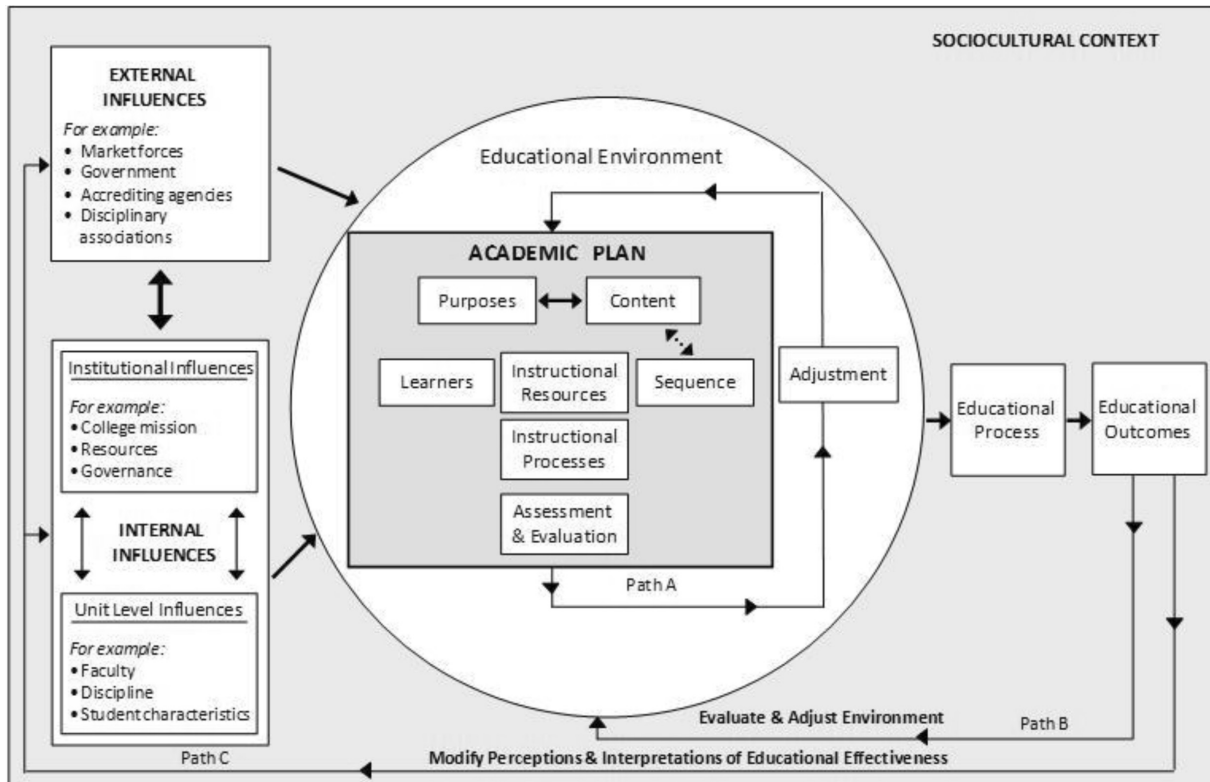 SOCIOCULTURAL CONTEXT
EXTERNAL
INFLUENCES
For example:
• Market forces
• Government
• Accrediting agencies
• Disciplinary
associations
Institutional Influences
For example:
• College mission
• Resources
• Governance
INTERNAL
INFLUENCES
Unit Level Influences
For example:
• Faculty
• Discipline
• Student characteristics
Educational Environment
ACADEMIC PLAN
Purposes
Content
Learners
Instructional
Resources
Sequence
Instructional
Processes
Assessment
& Evaluation
Adjustment
Path A
Educational
Process
Educational
Outcomes
Evaluate & Adjust Environment
Path B
Path C
Modify Perceptions & Interpretations of Educational Effectiveness